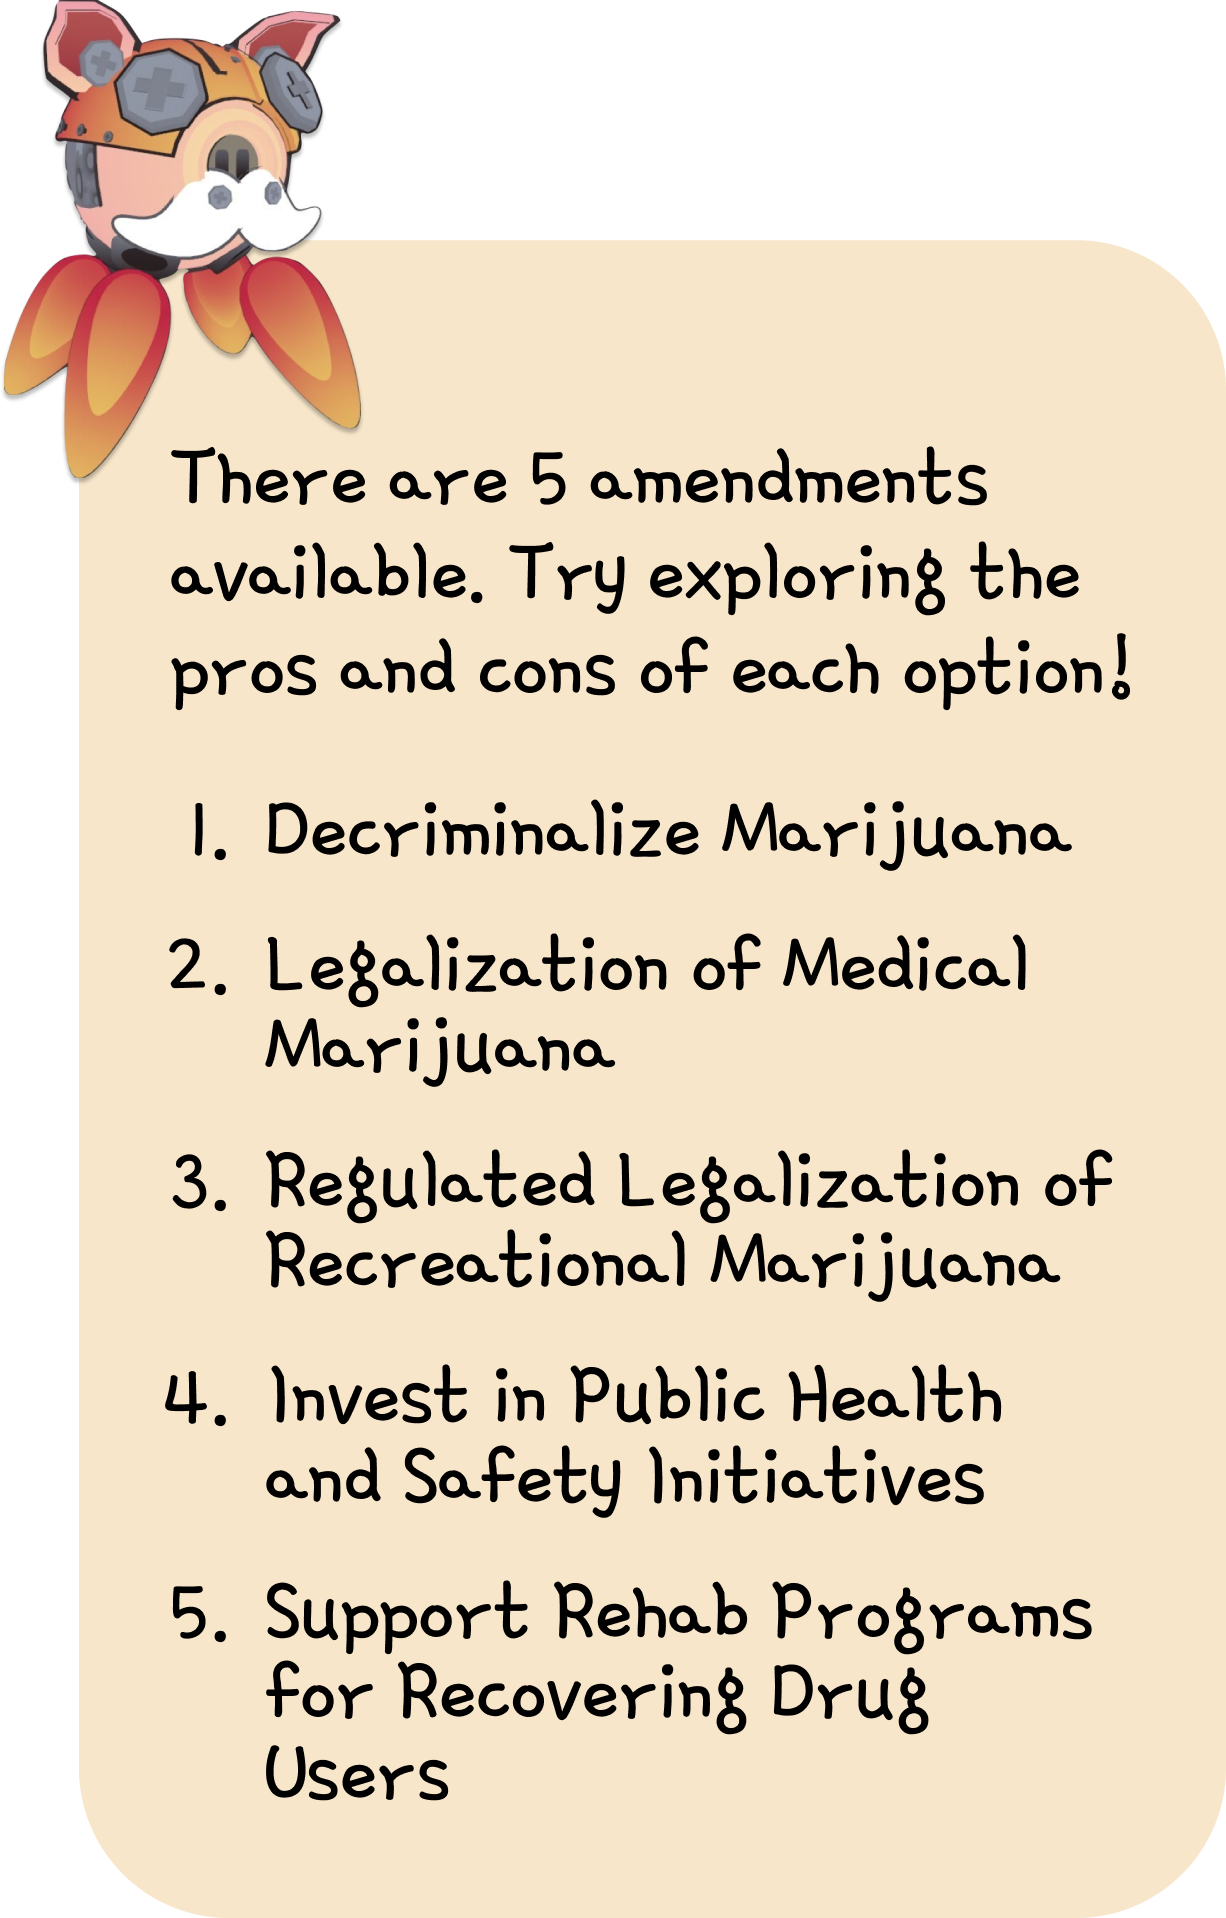 There are 5 amendments
available. Try exploring the
pros and cons of each option!
1. Decriminalize Marijuana
2. Legalization of Medical
Marijuana
3. Regulated Legalization of
Recreational Marijuana
4. Invest in Public Health
and Safety Initiatives
5. Support Rehab Programs
for Recovering Drug
Users